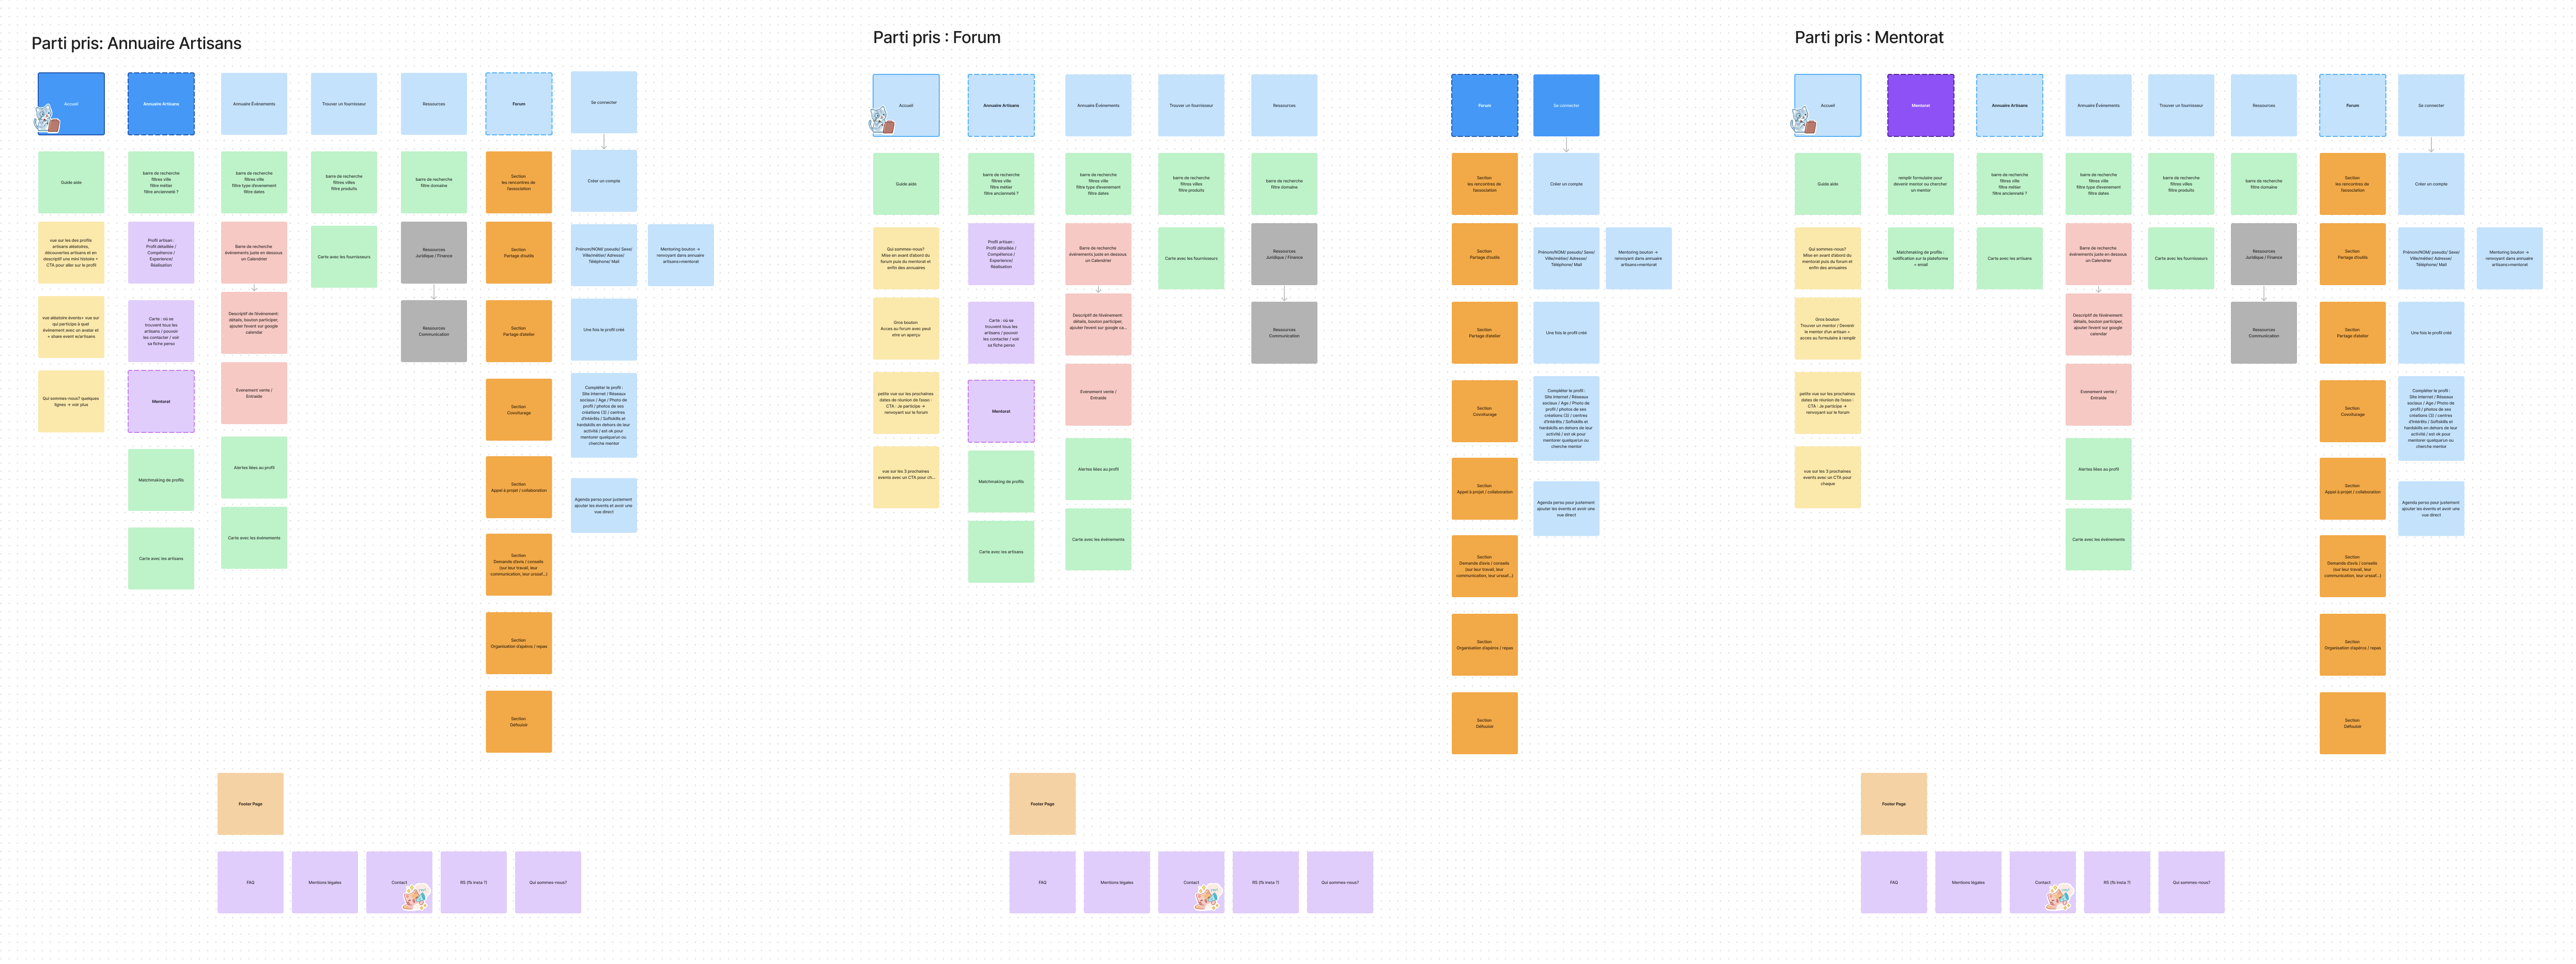 Parti pris: Annuaire Artisans
Accueil
Annuaire Artisans
Annuaire Événements
Trouver un fournisseur
Ressources
Forum
Se connecter
Guide aide
barre de recherche
filtres ville
filtre métier
filtre ancienneté ?
barre de recherche
filtres ville
filtre type d'evenement
filtre dates
barre de recherche
filtres villes
filtre produits
barre de recherche
filtre domaine
Section
les rencontres de
l'association
Créer un compte
vue sur les des profils
artisans aléatoires,
découvertes artisans et en
descriptif une mini histoire +
CTA pour aller sur le profil
Profil artisan :
Profil détaillée /
Compétence /
Experience/
Réalisation
Barre de recherche
événements juste en dessous
un Calendrier
Carte avec les fournisseurs
Ressources
Juridique / Finance
Section
Partage d'outils
Prénom/NOM/ pseudo/ Sexe/
Ville/métier/ Adresse/
Téléphone/ Mail
Mentoring bouton →
renvoyant dans annuaire
artisans>mentorat
vue aléatoire évents+ vue sur
qui participe à quel
événement avec un avatar et
+ share event w/artisans
Carte : où se
trouvent tous les
artisans / pouvoir
les contacter / voir
sa fiche perso
Descriptif de l'événement:
détails, bouton participer,
ajouter l'event sur google
calendar
Ressources
Communication
Section
Partage d'atelier
Une fois le profil créé
Qui sommes-nous? quelques
lignes → voir plus
Mentorat
Evenement vente /
Entraide
Section
Covoiturage
Compléter le profil :
Site internet / Réseaux
sociaux / Age / Photo de
profil / photos de ses
créations (3) / centres
d'intérêts / Softskills et
hardskills en dehors de leur
activité / est ok pour
mentorer quelqu'un ou
cherche mentor
Matchmaking de profils
Alertes liées au profil
Section
Appel à projet / collaboration
Agenda perso pour justement
ajouter les évents et avoir une
vue direct
Carte avec les artisans
Carte avec les événements
Section
Demande d'avis / conseils
(sur leur travail, leur
communication, leur urssaf...)
Section
Organisation d'apéros / repas
Section
Défouloir
Footer Page
FAQ
Mentions légales
Contact
RS (fb insta ?)
Qui sommes-nous?
Parti pris : Forum
Accueil
Annuaire Artisans
Annuaire Événements
Trouver un fournisseur
Ressources
Forum
Se connecter
Guide aide
barre de recherche
filtres ville
filtre métier
filtre ancienneté ?
barre de recherche
filtres ville
filtre type d'evenement
filtre dates
barre de recherche
filtres villes
filtre produits
barre de recherche
filtre domaine
Section
les rencontres de
l'association
Créer un compte
Qui sommes-nous?
Mise en avant d'abord du
forum puis du mentorat et
enfin des annuaires
Profil artisan :
Profil détaillée /
Compétence /
Experience/
Réalisation
Barre de recherche
événements juste en dessous
un Calendrier
Carte avec les fournisseurs
Ressources
Juridique / Finance
Section
Partage d'outils
Prénom/NOM/ pseudo/ Sexe/
Ville/métier/ Adresse/
Téléphone/ Mail
Mentoring bouton →
renvoyant dans annuaire
artisans>mentorat
Gros bouton
Acces au forum avec peut
etre un aperçu
Carte : où se
trouvent tous les
artisans / pouvoir
les contacter / voir
sa fiche perso
Descriptif de l'événement:
détails, bouton participer,
ajouter l'event sur google ca...
Ressources
Communication
Section
Partage d'atelier
Une fois le profil créé
petite vue sur les prochaines
dates de réunion de l'asso :
CTA : Je participe →
renvoyant sur le forum
Mentorat
Evenement vente /
Entraide
Section
Covoiturage
Compléter le profil :
Site internet / Réseaux
sociaux / Age / Photo de
profil / photos de ses
créations (3) / centres
d'intérêts / Softskills et
hardskills en dehors de leur
activité / est ok pour
mentorer quelqu'un ou
cherche mentor
vue sur les 3 prochaines
events avec un CTA pour ch...
Matchmaking de profils
Alertes liées au profil
Section
Appel à projet / collaboration
Agenda perso pour justement
ajouter les évents et avoir une
vue direct
Carte avec les artisans
Carte avec les événements
Section
Demande d'avis / conseils
(sur leur travail, leur
communication, leur urssaf...)
Section
Organisation d'apéros / repas
Section
Défouloir
Footer Page
FAQ
Mentions légales
Contact
RS (fb insta ?)
Qui sommes-nous?
Parti pris : Mentorat
Accueil
Mentorat
Annuaire Artisans
Annuaire Événements
Trouver un fournisseur
Ressources
Forum
Se connecter
Guide aide
remplir formulaire pour
devenir mentor ou chercher
un mentor
barre de recherche
filtres ville
filtre métier
filtre ancienneté ?
barre de recherche
filtres ville
filtre type d'evenement
filtre dates
barre de recherche
filtres villes
filtre produits
barre de recherche
filtre domaine
Section
les rencontres de
l'association
Créer un compte
Qui sommes-nous?
Mise en avant d'abord du
mentorat puis du forum et
enfin des annuaires
Matchmaking de profils :
notification sur la plateforme
+ email
Carte avec les artisans
Barre de recherche
événements juste en dessous
un Calendrier
Carte avec les fournisseurs
Ressources
Juridique / Finance
Section
Partage d'outils
Prénom/NOM/ pseudo/ Sexe/
Ville/métier/ Adresse/
Téléphone/ Mail
Mentoring bouton →
renvoyant dans annuaire
artisans>mentorat
Gros bouton
Trouver un mentor / Devenir
le mentor d'un artisan +
acces au formulaire à remplir
Descriptif de l'événement:
détails, bouton participer,
ajouter l'event sur google
calendar
Ressources
Communication
Section
Partage d'atelier
Une fois le profil créé
petite vue sur les prochaines
dates de réunion de l'asso :
CTA : Je participe →
renvoyant sur le forum
Evenement vente /
Entraide
Section
Covoiturage
Compléter le profil :
Site internet / Réseaux
sociaux / Age / Photo de
profil / photos de ses
créations (3) / centres
d'intérêts / Softskills et
hardskills en dehors de leur
activité / est ok pour
mentorer quelqu'un ou
cherche mentor
vue sur les 3 prochaines
events avec un CTA pour
chaque
Alertes liées au profil
Section
Appel à projet / collaboration
Agenda perso pour justement
ajouter les évents et avoir une
vue direct
Carte avec les événements
Section
Demande d'avis / conseils
(sur leur travail, leur
communication, leur urssaf...)
Section
Organisation d'apéros / repas
Section
Défouloir
Footer Page
FAQ
Mentions légales
Contact
RS (fb insta ?)
Qui sommes-nous?